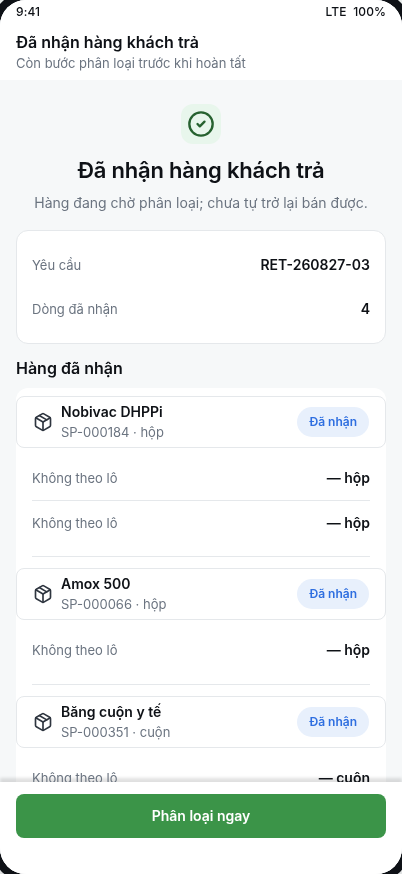 9:41
LTE 100%
Đã nhận hàng khách trả
Còn bước phân loại trước khi hoàn tất
Đã nhận hàng khách trả
Hàng đang chờ phân loại; chưa tự trở lại bán được.
Yêu cầu
RET-260827-03
Dòng đã nhận
4
Hàng đã nhận
Nobivac DHPPi
SP-000184 · hộp
Đã nhận
Không theo lô
— hộp
Không theo lô
— hộp
Amox 500
SP-000066 · hộp
Đã nhận
Không theo lô
— hộp
Băng cuộn y tế
SP-000351 · cuộn
Đã nhận
Không theo lô
— cuộn
Phân loại ngay